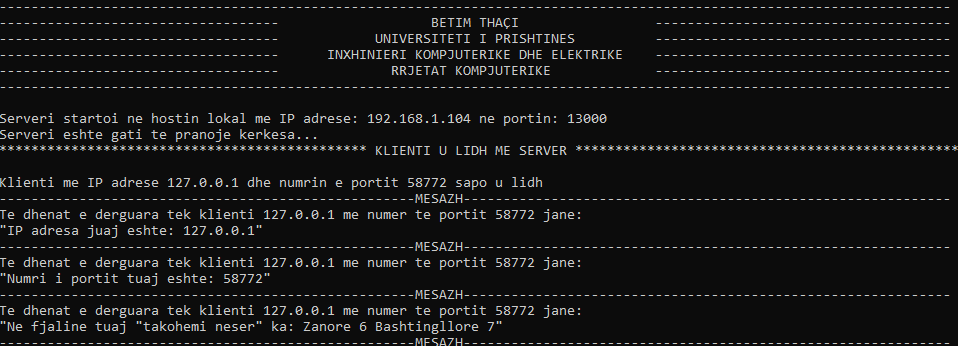 BETIM THAÇI
UNIVERSITETI I PRISHTINES
INXHINIERI KOMPJUTERIKE DHE ELEKTRIKE
RRJETAT KOMPJUTERIKE
Serveri startoi ne hostin lokal me IP adrese: 192.168.1.104 ne portin: 13000
Serveri eshte gati te pranoje kerkesa...
KLIENTI U LIDH ME SERVER
Klienti me IP adrese 127.0.0.1 dhe numrin e portit 58772 sapo u lidh
MESAZH
Te dhenat e derguara tek klienti 127.0.0.1 me numer te portit 58772 jane:
"IP adresa juaj eshte: 127.0.0.1"
MESAZH
Te dhenat e derguara tek klienti 127.0.0.1 me numer te portit 58772 jane:
"Numri i portit tuaj eshte: 58772"
MESAZH
Te dhenat e derguara tek klienti 127.0.0.1 me numer te portit 58772 jane:
"Ne fjaline tuaj "takohemi neser" ka: Zanore 6 Bashtingllore 7"
MESAZH